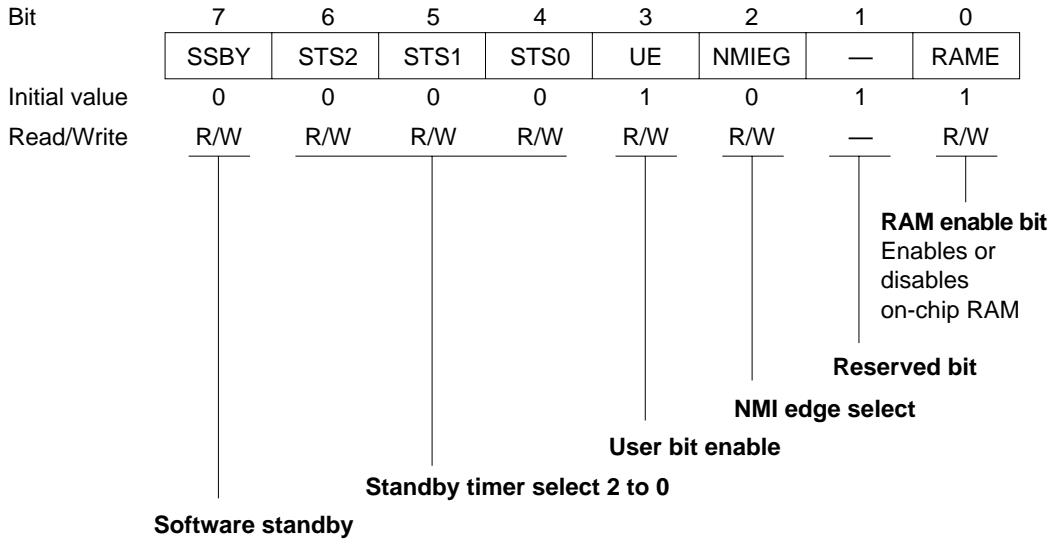 Bit 7 6 5 4 3 2 1 0
SSBY STS2 STS1 STS0 UE NMIEG — RAME
Initial value 0 0 0 0 1 0 1 1
Read/Write R/W R/W R/W R/W R/W R/W — R/W
RAM enable bit
Enables or
disables
on-chip RAM
Reserved bit
NMI edge select
User bit enable
Standby timer select 2 to 0
Software standby